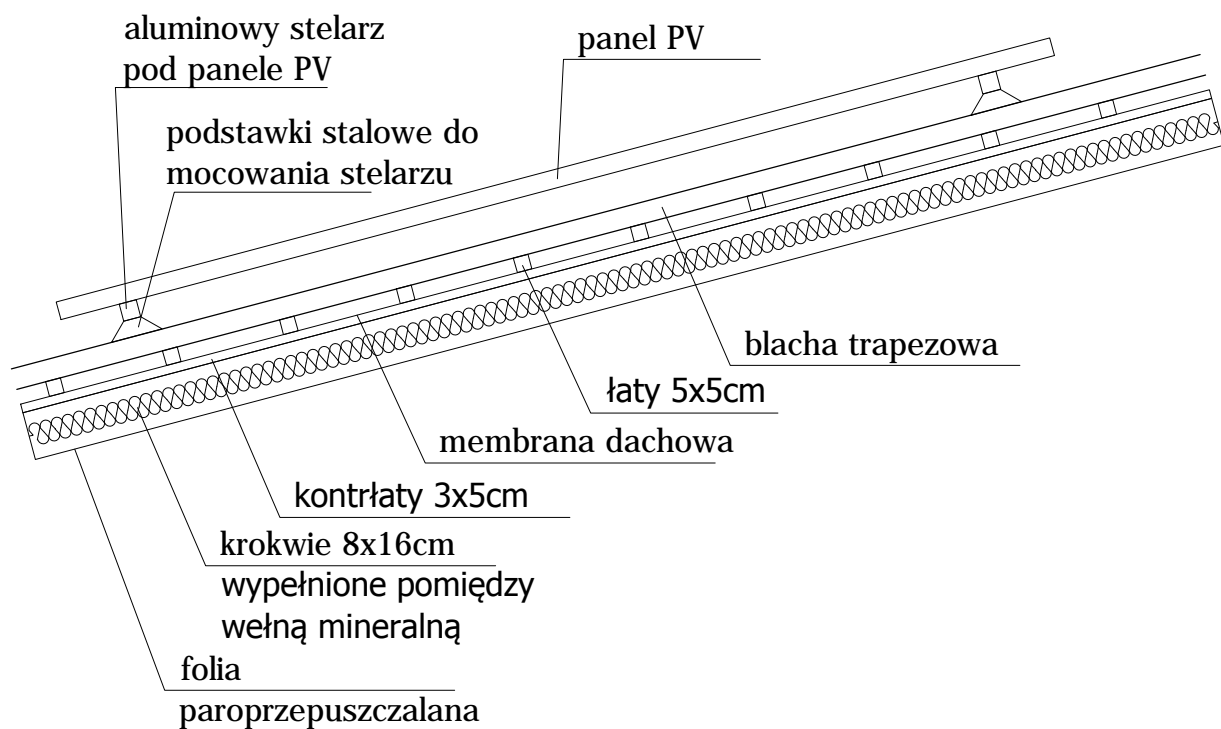 aluminowy stelarz
pod panele PV
panel PV
podstawki stalowe do
mocowania stelarzu
blacha trapezowa
łaty 5x5cm
membrana dachowa
kontrłaty 3x5cm
krokwie 8x16cm
wypełnione pomiędzy
wełną mineralną
folia
paroprzepuszczalana